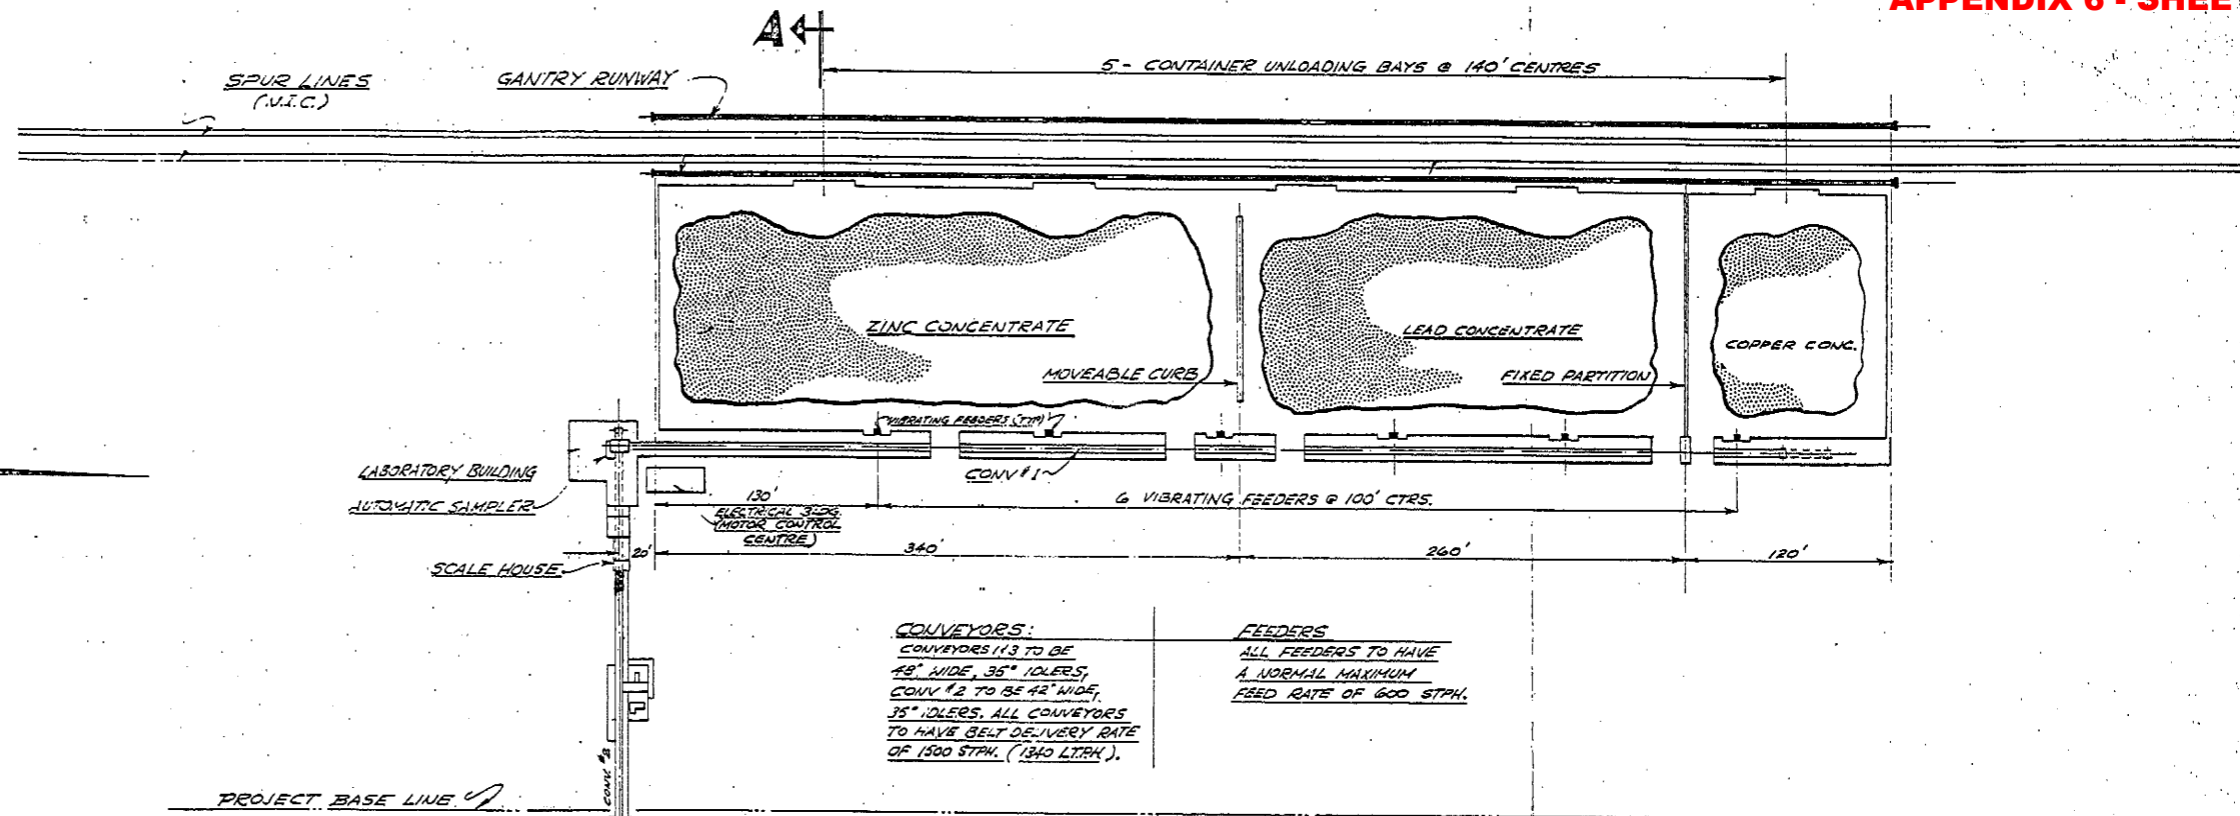 APPENDIX 6 - SHEE
A
5 - CONTAINER UNLOADING BAYS @ 140' CENTRES
SPUR LINES
GANTRY RUNWAY
ZINC CONCENTRATE
LEAD CONCENTRATE
COPPER CONC.
MOVEABLE CURB
FIXED PARTITION
VIBRATING FEEDERS (TYP)
LABORATORY BUILDING
CONV #1
AUTOMATIC SAMPLER
130'
6 VIBRATING FEEDERS @ 100' CTRS.
ELECTRICAL BLDG.
(MOTOR CONTROL
CENTRE)
20'
340'
260'
120'
SCALE HOUSE
CONVEYORS:
CONVEYORS 1&3 TO BE
48" WIDE, 35° IDLERS,
CONV #2 TO BE 42" WIDE,
35° IDLERS. ALL CONVEYORS
TO HAVE BELT DELIVERY RATE
OF 1500 STPH. (1340 LTPH).
FEEDERS
ALL FEEDERS TO HAVE
A NORMAL MAXIMUM
FEED RATE OF 600 STPH.
PROJECT BASE LINE